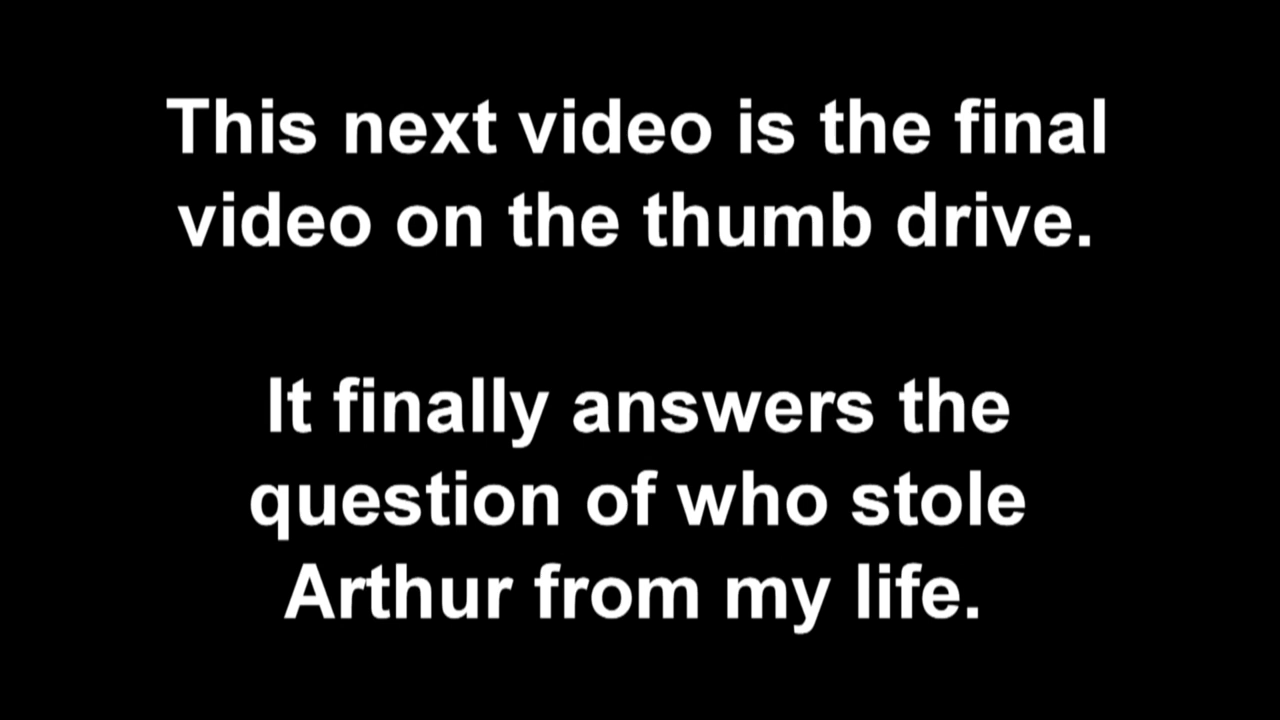 This next video is the final
video on the thumb drive.
It finally answers the
question of who stole
Arthur from my life.